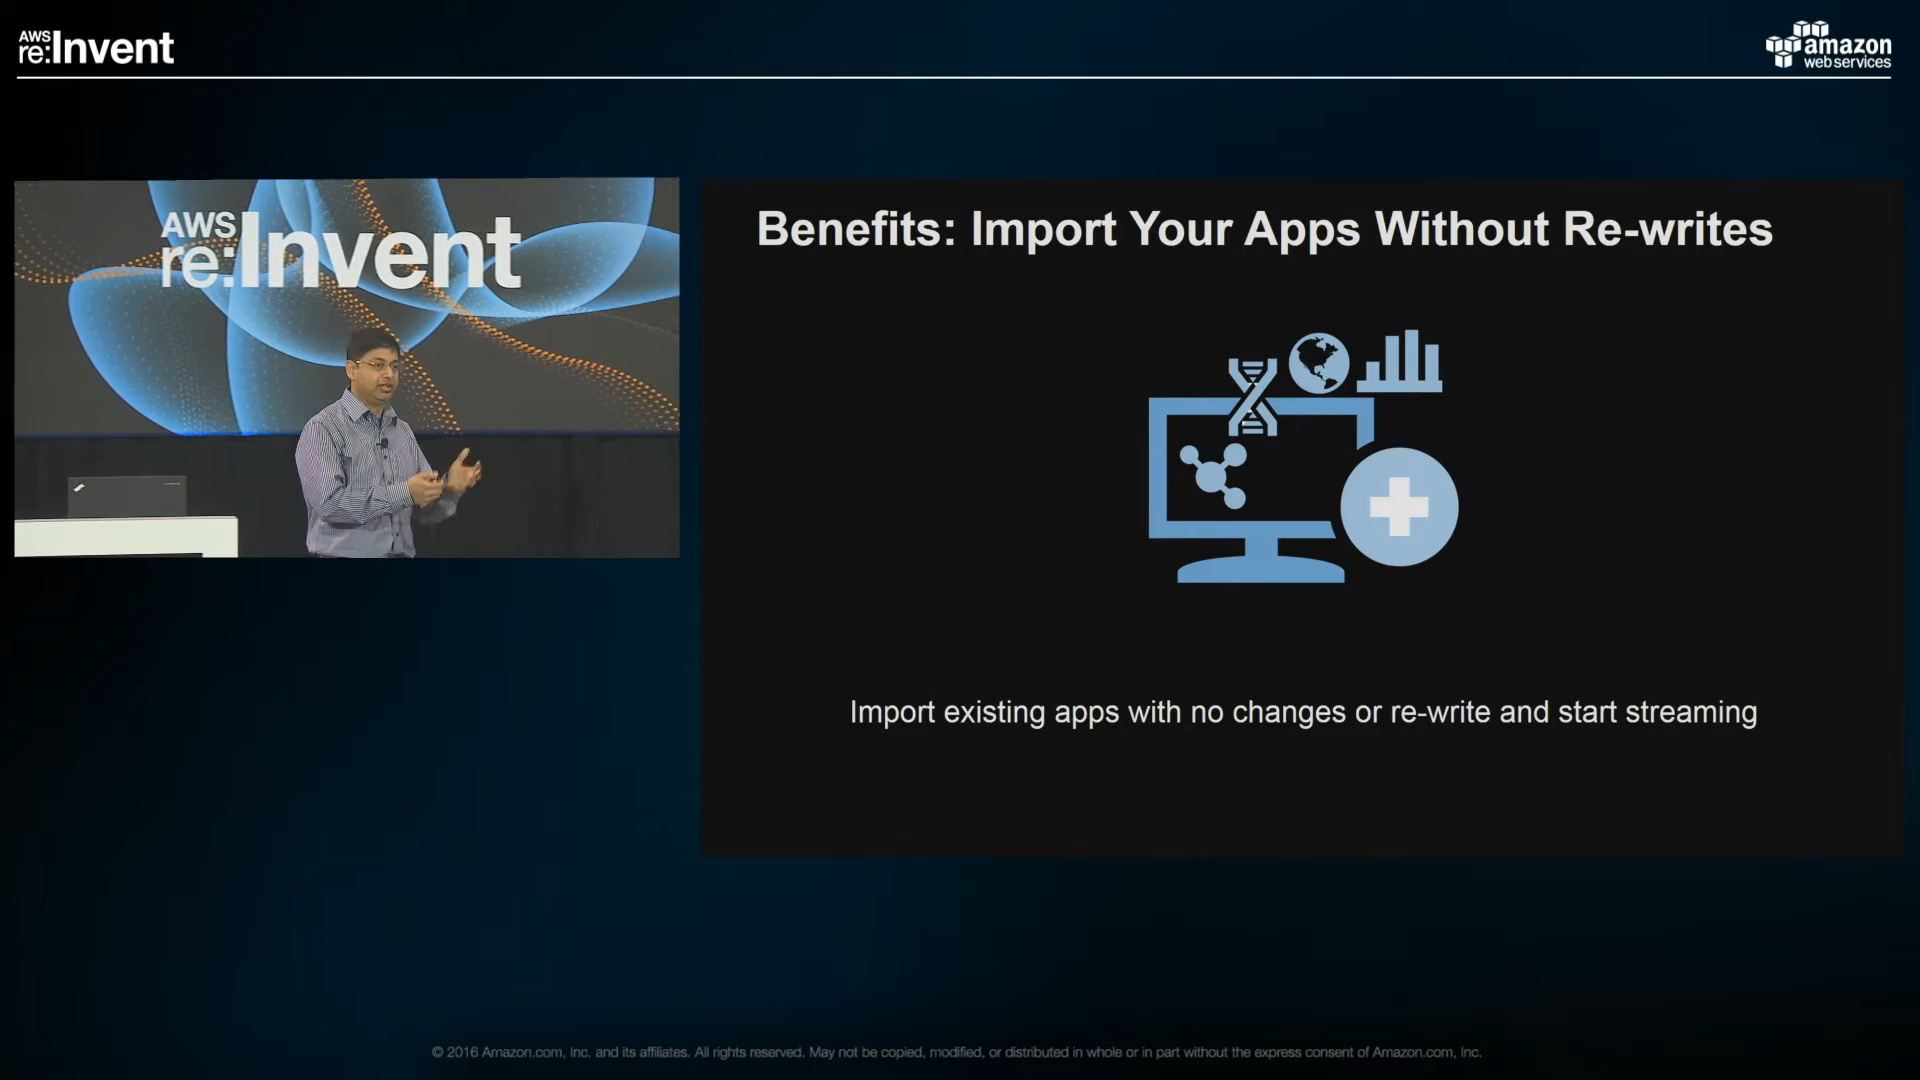 AWS
re:Invent
amazon
web services
AWS
re:Invent
Benefits: Import Your Apps Without Re-writes
Import existing apps with no changes or re-write and start streaming
© 2016 Amazon.com, Inc. and its affiliates. All rights reserved. May not be copied, modified, or distributed in whole or in part without the express consent of Amazon.com, Inc.